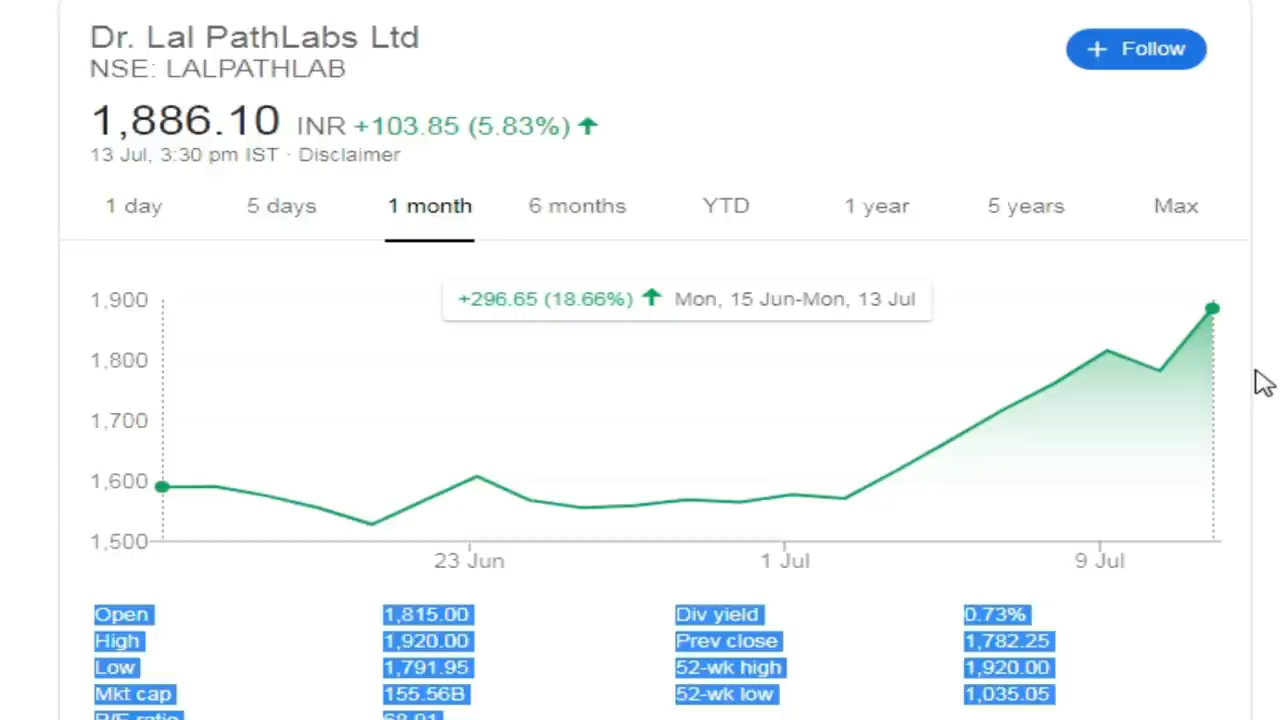 Dr. Lal PathLabs Ltd
NSE: LALPATHLAB
+ Follow
1,886.10 INR +103.85 (5.83%)
13 Jul, 3:30 pm IST · Disclaimer
1 day 5 days 1 month 6 months YTD 1 year 5 years Max
+296.65 (18.66%) Mon, 15 Jun-Mon, 13 Jul
1,900
1,800
1,700
1,600
1,500
23 Jun 1 Jul 9 Jul
Open 1,815.00 Div yield 0.73%
High 1,920.00 Prev close 1,782.25
Low 1,791.95 52-wk high 1,920.00
Mkt cap 155.56B 52-wk low 1,035.05
P/E ratio 68.91